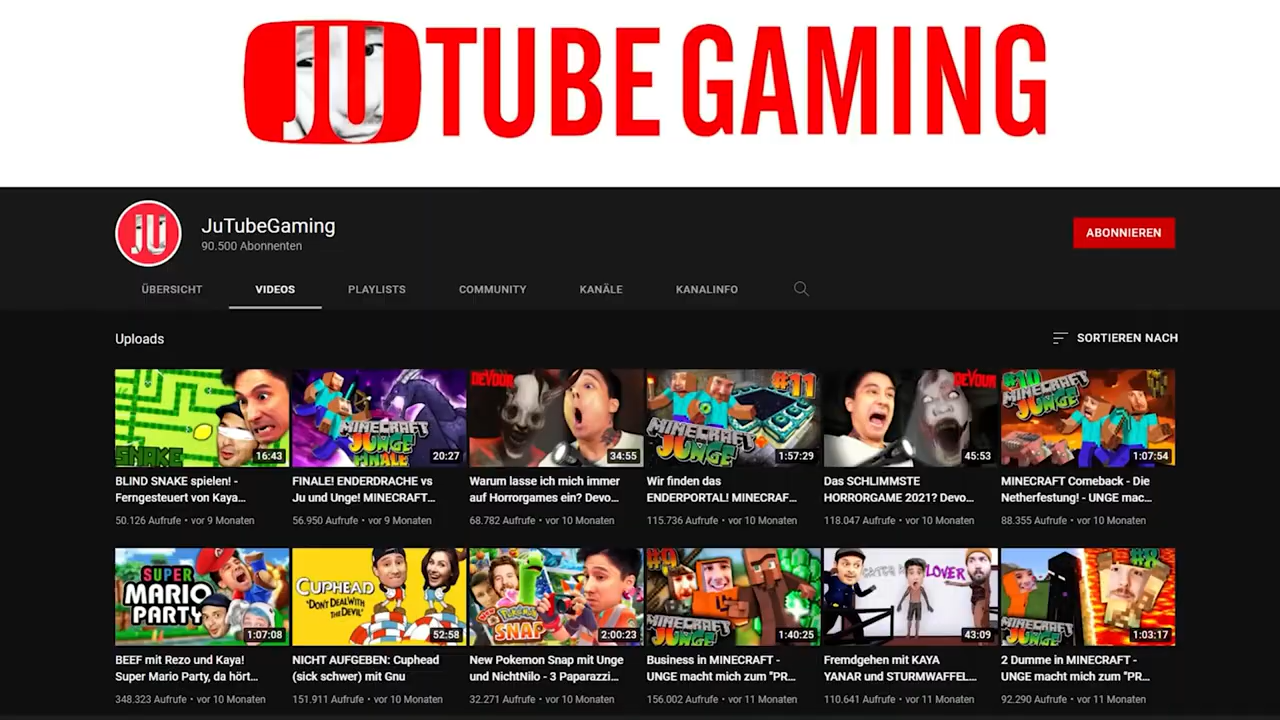 JUTUBE GAMING
JU
JuTubeGaming
90.500 Abonnenten
ABONNIEREN
ÜBERSICHT VIDEOS PLAYLISTS COMMUNITY KANÄLE KANALINFO
Uploads
SORTIEREN NACH
SNAKE
16:43
MINECRAFT
JUNGE
FINALE
20:27
DEVOUR
34:55
#11
MINECRAFT
JUNGE
1:57:29
DEVOUR
45:53
#10
MINECRAFT
JUNGE
1:07:54
BLIND SNAKE spielen! -
Ferngesteuert von Kaya...
50.126 Aufrufe • vor 9 Monaten
FINALE! ENDERDRACHE vs
Ju und Unge! MINECRAFT...
56.950 Aufrufe • vor 9 Monaten
Warum lasse ich mich immer
auf Horrorgames ein? Devo...
68.782 Aufrufe • vor 10 Monaten
Wir finden das
ENDERPORTAL! MINECRAF...
115.736 Aufrufe • vor 10 Monaten
Das SCHLIMMSTE
HORRORGAME 2021? Devo...
118.047 Aufrufe • vor 10 Monaten
MINECRAFT Comeback - Die
Netherfestung! - UNGE mac...
88.355 Aufrufe • vor 10 Monaten
SUPER
MARIO
PARTY
1:07:08
CUPHEAD
"DON'T DEAL WITH
THE DEVIL"
52:58
POKÉMON
SNAP
2:00:23
#9
MINECRAFT
JUNGE
1:40:25
LOVER
43:09
#8
MINECRAFT
JUNGE
1:03:17
BEEF mit Rezo und Kaya!
Super Mario Party, da hört...
348.323 Aufrufe • vor 10 Monaten
NICHT AUFGEBEN: Cuphead
(sick schwer) mit Gnu
151.911 Aufrufe • vor 10 Monaten
New Pokemon Snap mit Unge
und NichtNilo - 3 Paparazzi...
32.271 Aufrufe • vor 10 Monaten
Business in MINECRAFT -
UNGE macht mich zum "PR...
156.002 Aufrufe • vor 11 Monaten
Fremdgehen mit KAYA
YANAR und STURMWAFFEL...
110.641 Aufrufe • vor 11 Monaten
2 Dumme in MINECRAFT -
UNGE macht mich zum "PR...
92.290 Aufrufe • vor 11 Monaten